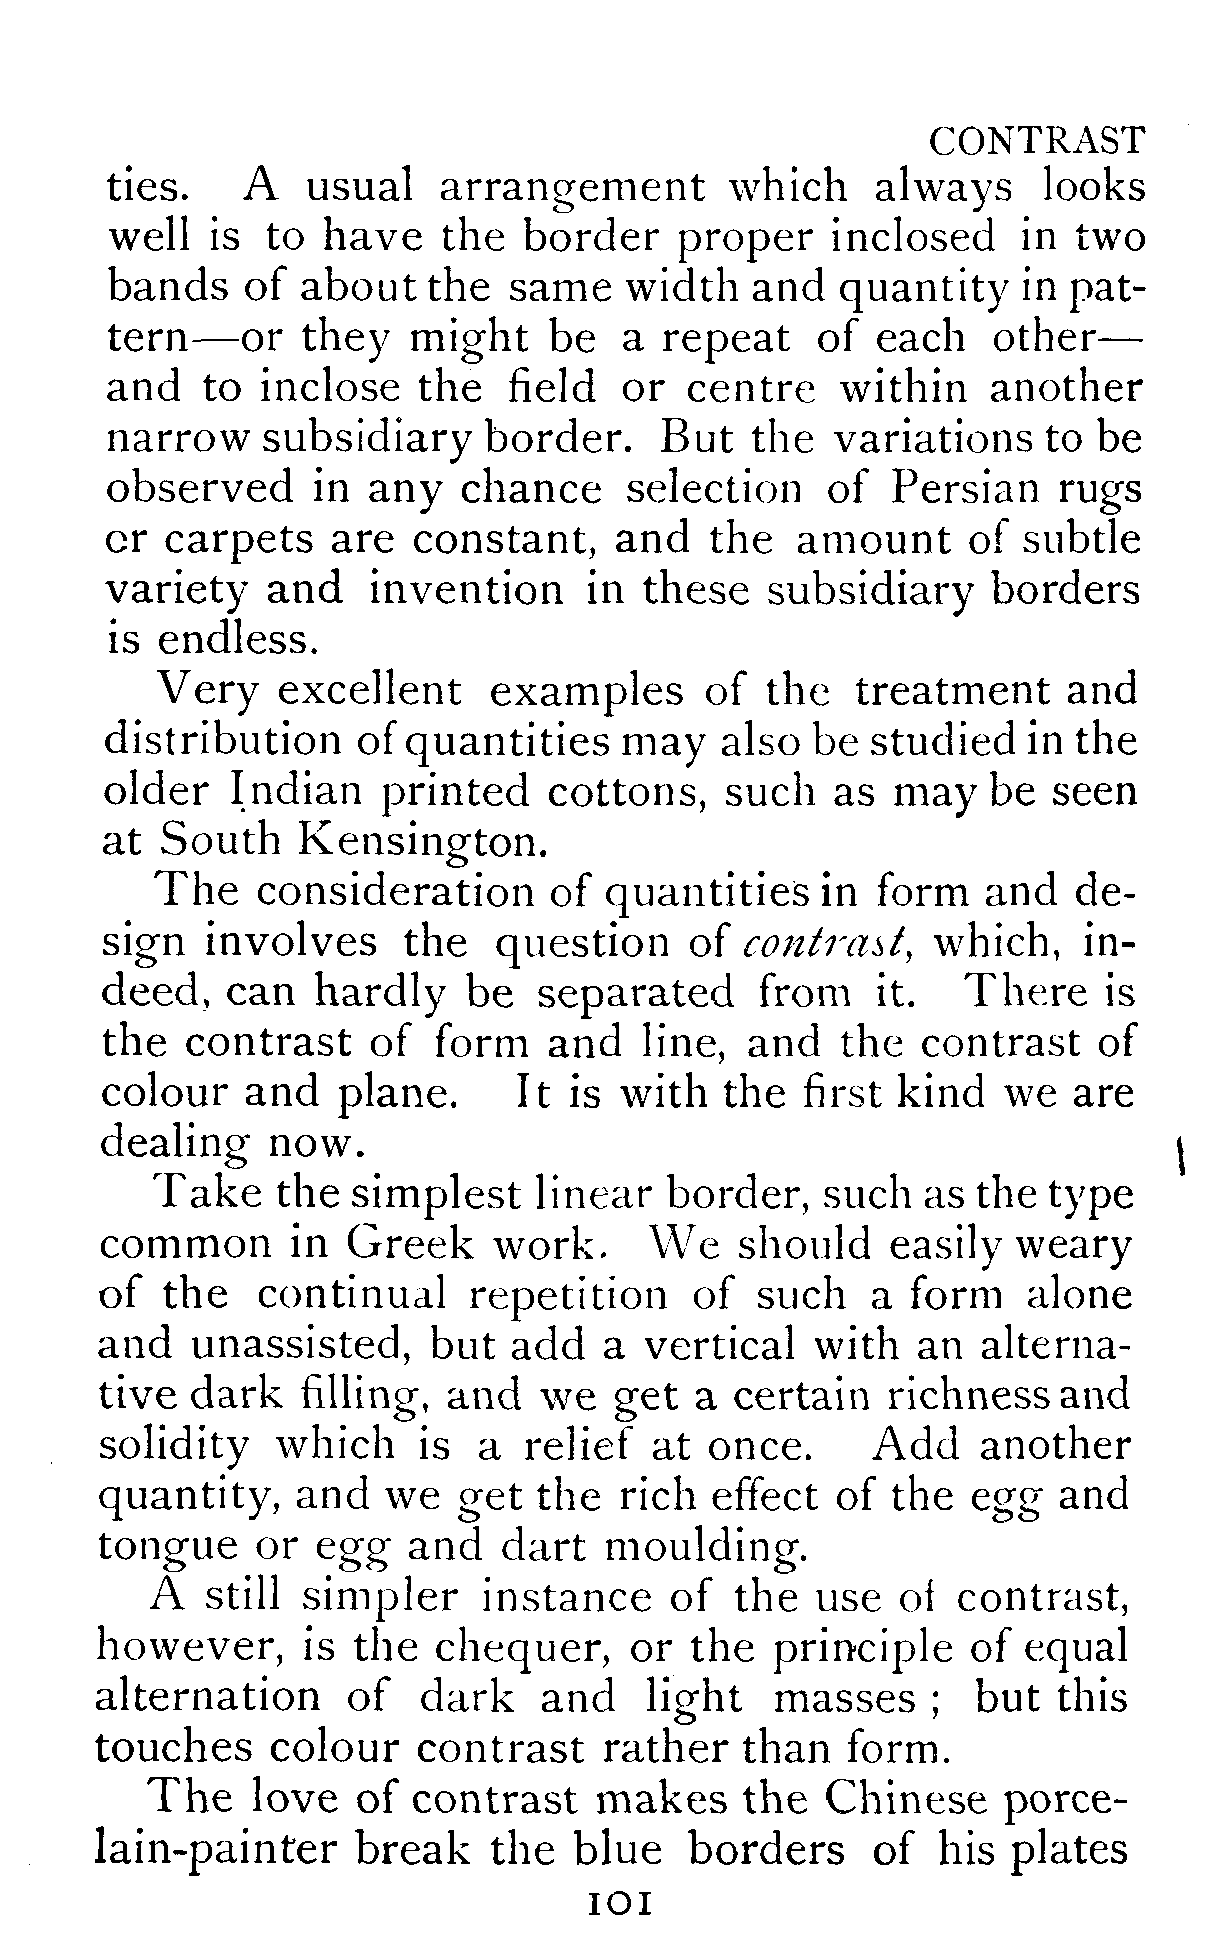 CONTRAST
ties. A usual arrangement which always looks
well is to have the border proper inclosed in two
bands of about the same width and quantity in pat-
tern—or they might be a repeat of each other—
and to inclose the field or centre within another
narrow subsidiary border. But the variations to be
observed in any chance selection of Persian rugs
or carpets are constant, and the amount of subtle
variety and invention in these subsidiary borders
is endless.
Very excellent examples of the treatment and
distribution of quantities may also be studied in the
older Indian printed cottons, such as may be seen
at South Kensington.
The consideration of quantities in form and de-
sign involves the question of contrast, which, in-
deed, can hardly be separated from it. There is
the contrast of form and line, and the contrast of
colour and plane. It is with the first kind we are
dealing now.
Take the simplest linear border, such as the type
common in Greek work. We should easily weary
of the continual repetition of such a form alone
and unassisted, but add a vertical with an alterna-
tive dark filling, and we get a certain richness and
solidity which is a relief at once. Add another
quantity, and we get the rich effect of the egg and
tongue or egg and dart moulding.
A still simpler instance of the use of contrast,
however, is the chequer, or the principle of equal
alternation of dark and light masses ; but this
touches colour contrast rather than form.
The love of contrast makes the Chinese porce-
lain-painter break the blue borders of his plates
101